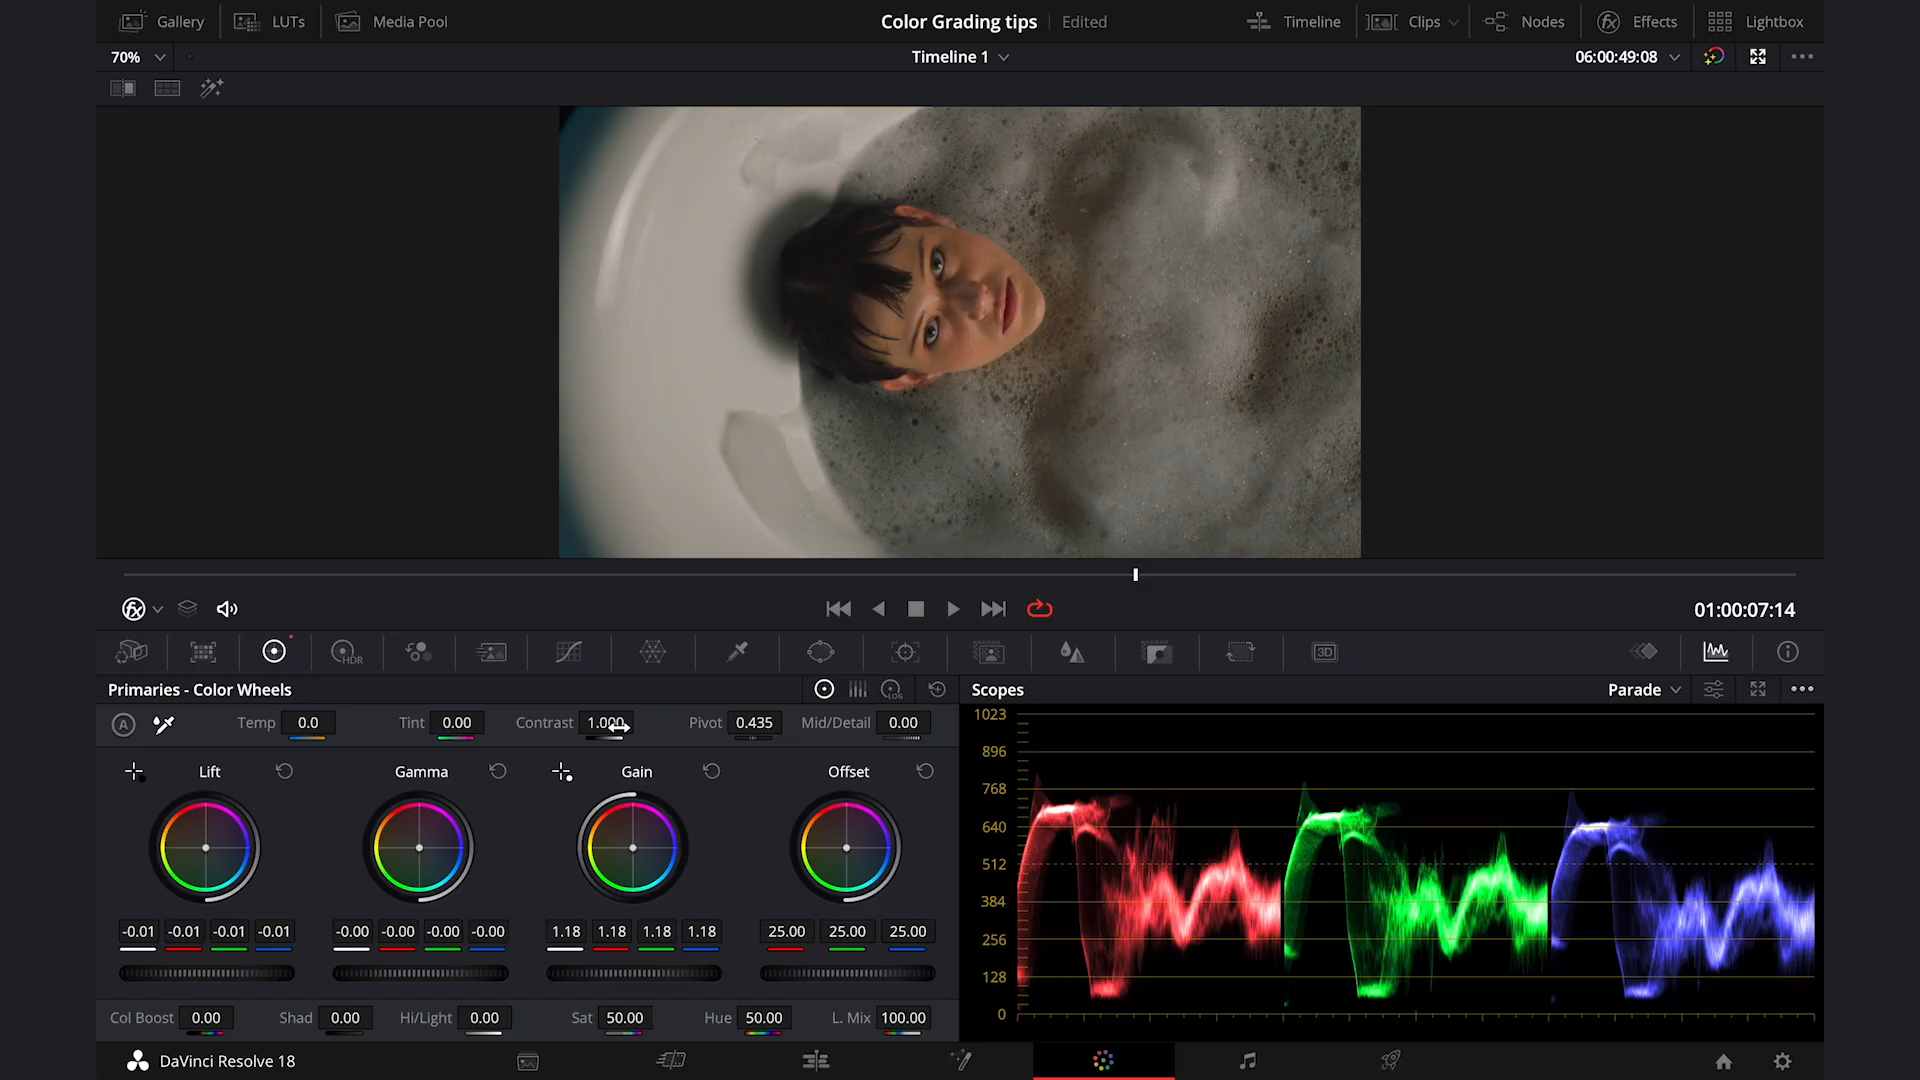 Gallery LUTs Media Pool Color Grading tips Edited Timeline Clips Nodes Effects Lightbox
70% Timeline 1 06:00:49:08
01:00:07:14
HDR 3D
Primaries - Color Wheels LOG Scopes Parade
A Temp 0.0 Tint 0.00 Contrast 1.000 Pivot 0.435 Mid/Detail 0.00
Lift Gamma Gain Offset
-0.01 -0.01 -0.01 -0.01 -0.00 -0.00 -0.00 -0.00 1.18 1.18 1.18 1.18 25.00 25.00 25.00
Col Boost 0.00 Shad 0.00 Hi/Light 0.00 Sat 50.00 Hue 50.00 L. Mix 100.00
1023
896
768
640
512
384
256
128
0
DaVinci Resolve 18